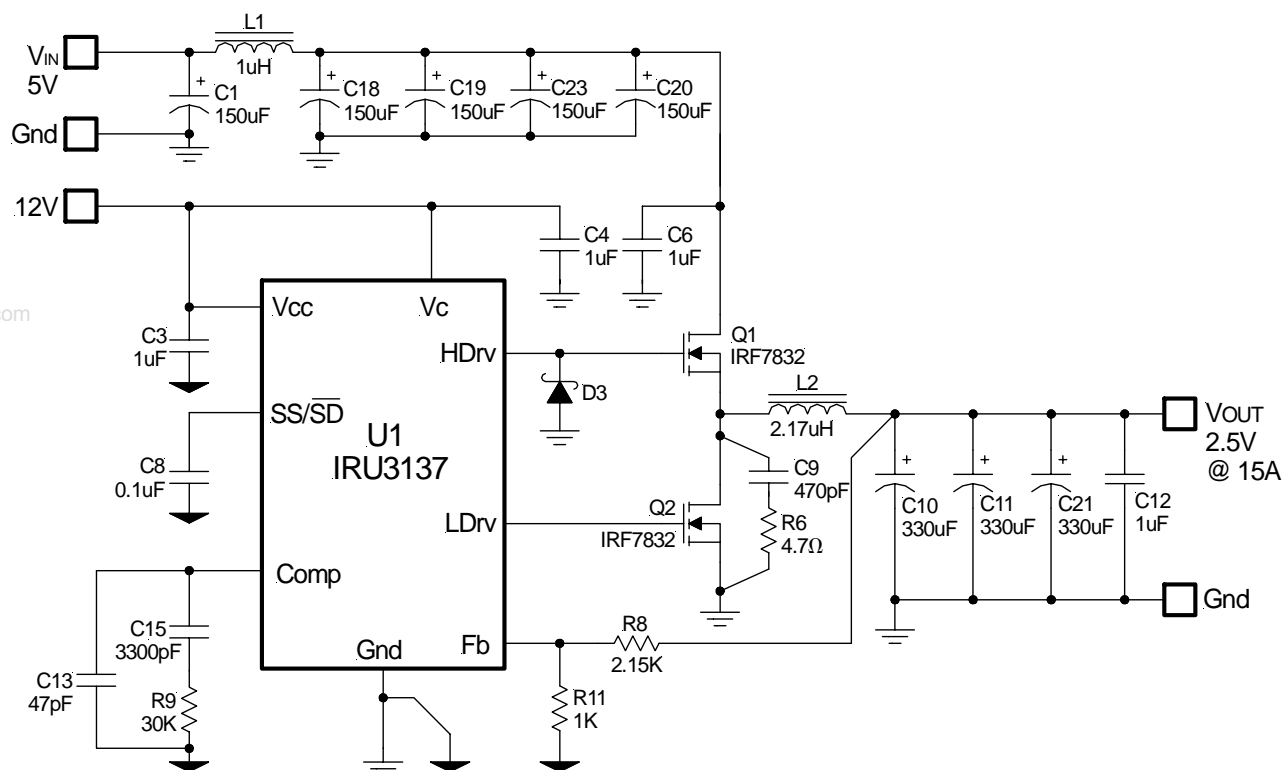 L1
VIN
5V
1uH
C1
150uF
C18
150uF
C19
150uF
C23
150uF
C20
150uF
Gnd
12V
C4
1uF
C6
1uF
com
Vcc
Vc
C3
1uF
HDrv
Q1
IRF7832
D3
L2
2.17uH
VOUT
2.5V
@ 15A
SS/SD
U1
IRU3137
C8
0.1uF
C9
470pF
R6
4.7Ω
C10
330uF
C11
330uF
C21
330uF
C12
1uF
LDrv
Q2
IRF7832
Comp
Gnd
C15
3300pF
C13
47pF
R9
30K
Gnd
Fb
R8
2.15K
R11
1K